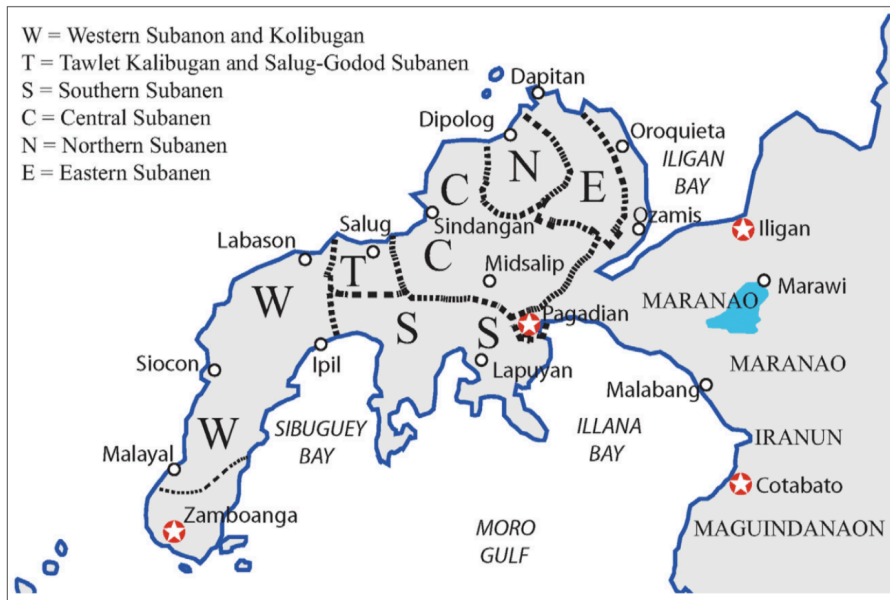 W = Western Subanon and Kolibugan
T = Tawlet Kalibugan and Salug-Godod Subanen
S = Southern Subanen
C = Central Subanen
N = Northern Subanen
E = Eastern Subanen
Dapitan
Dipolog
Oroquieta
ILIGAN
BAY
N
C
E
Salug
Sindangan
Ozamis
Iligan
Labason
T
C
Midsalip
Marawi
W
MARANAO
Pagadian
S
S
Ipil
Lapuyan
MARANAO
Siocon
Malabang
W
SIBUGUEY
BAY
ILLANA
BAY
IRANUN
Malayal
Cotabato
Zamboanga
MORO
GULF
MAGUINDANAON